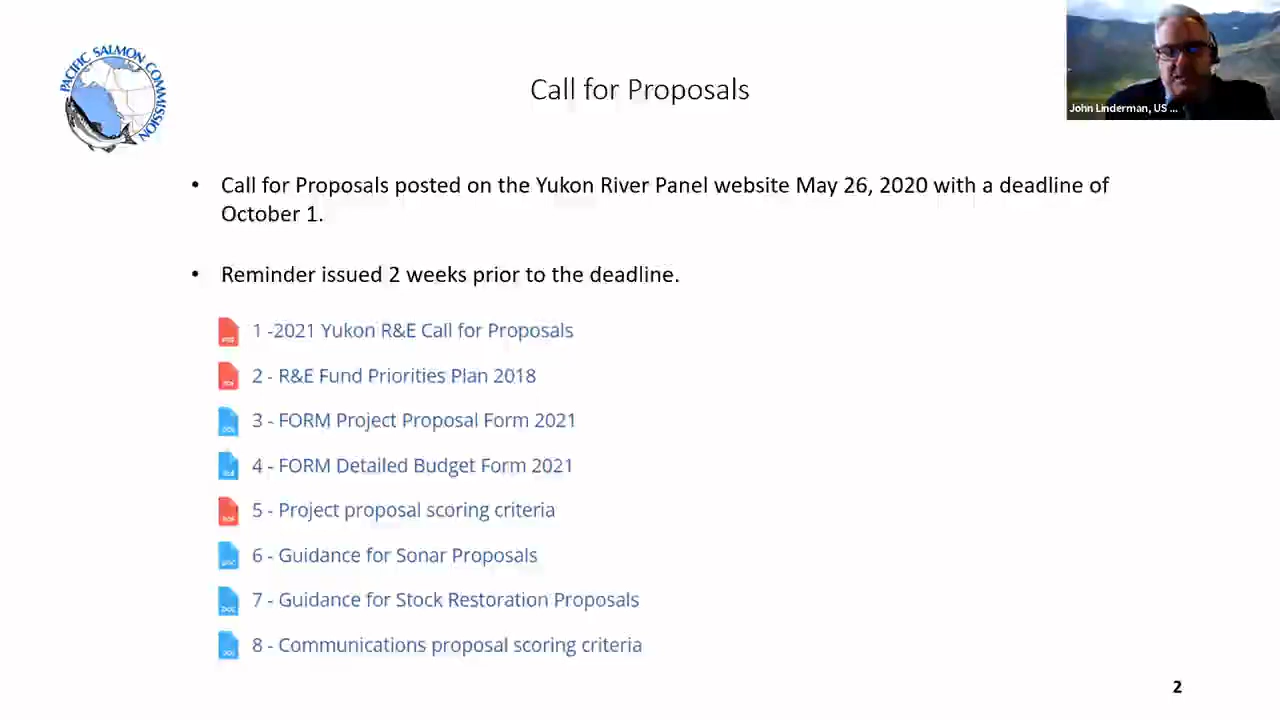 PACIFIC SALMON COMMISSION
Call for Proposals
John Linderman, US ...
• Call for Proposals posted on the Yukon River Panel website May 26, 2020 with a deadline of
October 1.
• Reminder issued 2 weeks prior to the deadline.
1 -2021 Yukon R&E Call for Proposals
2 - R&E Fund Priorities Plan 2018
3 - FORM Project Proposal Form 2021
4 - FORM Detailed Budget Form 2021
5 - Project proposal scoring criteria
6 - Guidance for Sonar Proposals
7 - Guidance for Stock Restoration Proposals
8 - Communications proposal scoring criteria
2